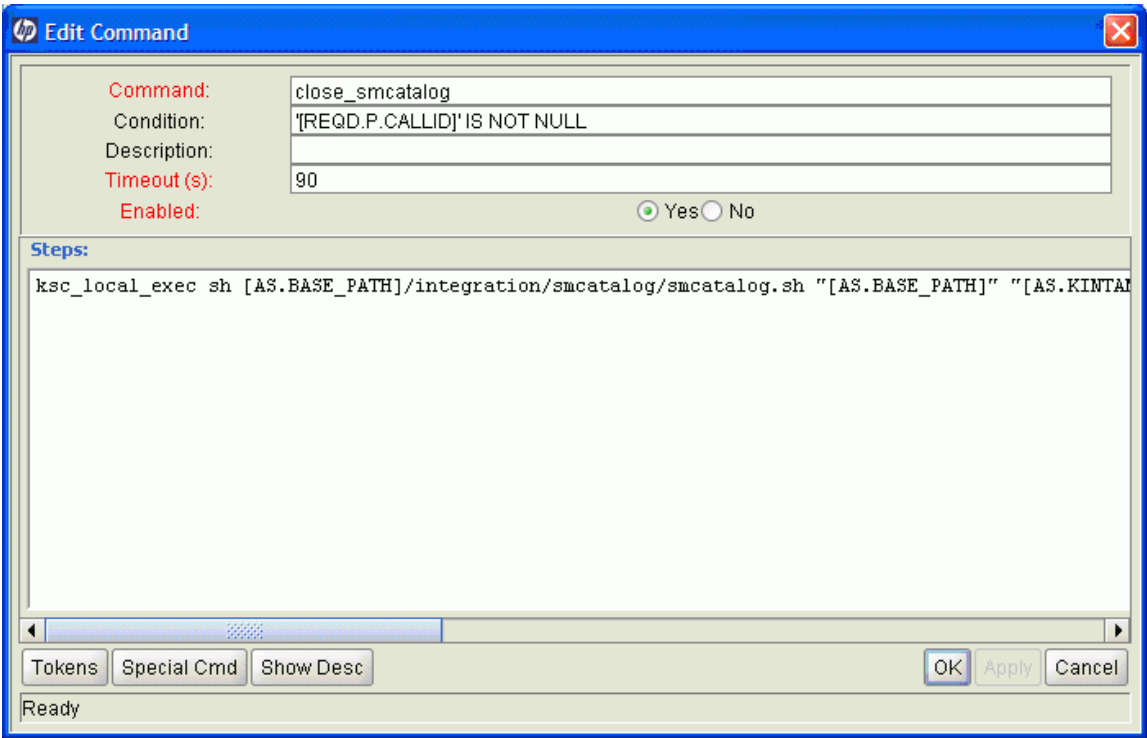 hp Edit Command
Command: close_smcatalog
Condition: '[REQD.P.CALLID]' IS NOT NULL
Description:
Timeout (s): 90
Enabled: Yes No
Steps:
ksc_local_exec sh [AS.BASE_PATH]/integration/smcatalog/smcatalog.sh "[AS.BASE_PATH]" "[AS.KINTAN
Tokens Special Cmd Show Desc OK Apply Cancel
Ready